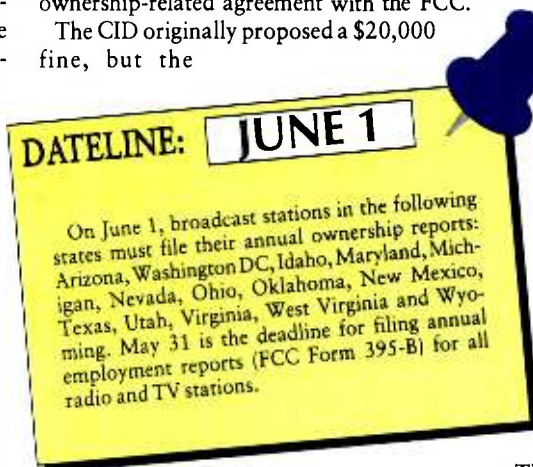 - ownership-related agreement with the FCC.
e The CID originally proposed a $20,000
- fine, but the
DATELINE: JUNE 1
On June 1, broadcast stations in the following
states must file their annual ownership reports:
Arizona, Washington DC, Idaho, Maryland, Mich-
igan, Nevada, Ohio, Oklahoma, New Mexico,
Texas, Utah, Virginia, West Virginia and Wyo-
ming. May 31 is the deadline for filing annual
employment reports (FCC Form 395-B) for all
radio and TV stations.